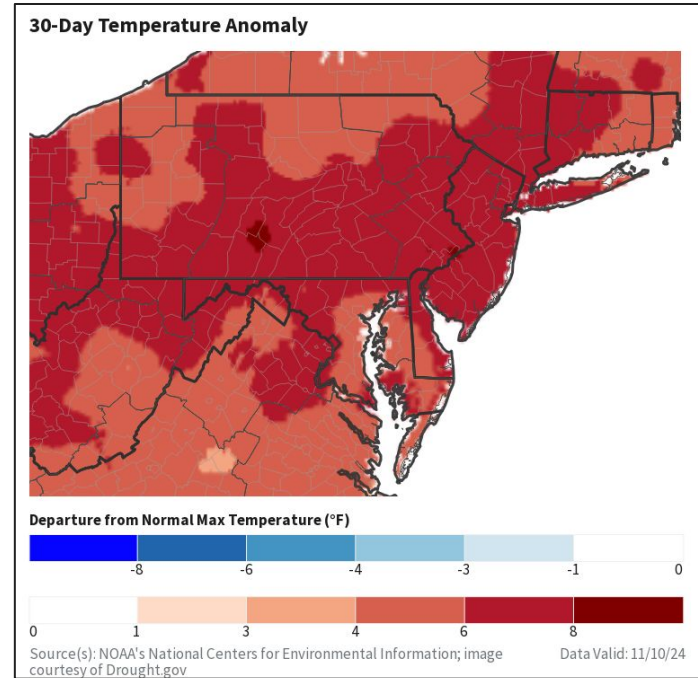 30-Day Temperature Anomaly
Departure from Normal Max Temperature (°F)
-8 -6 -4 -3 -1 0
0 1 3 4 6 8
Source(s): NOAA's National Centers for Environmental Information; image Data Valid: 11/10/24
courtesy of Drought.gov